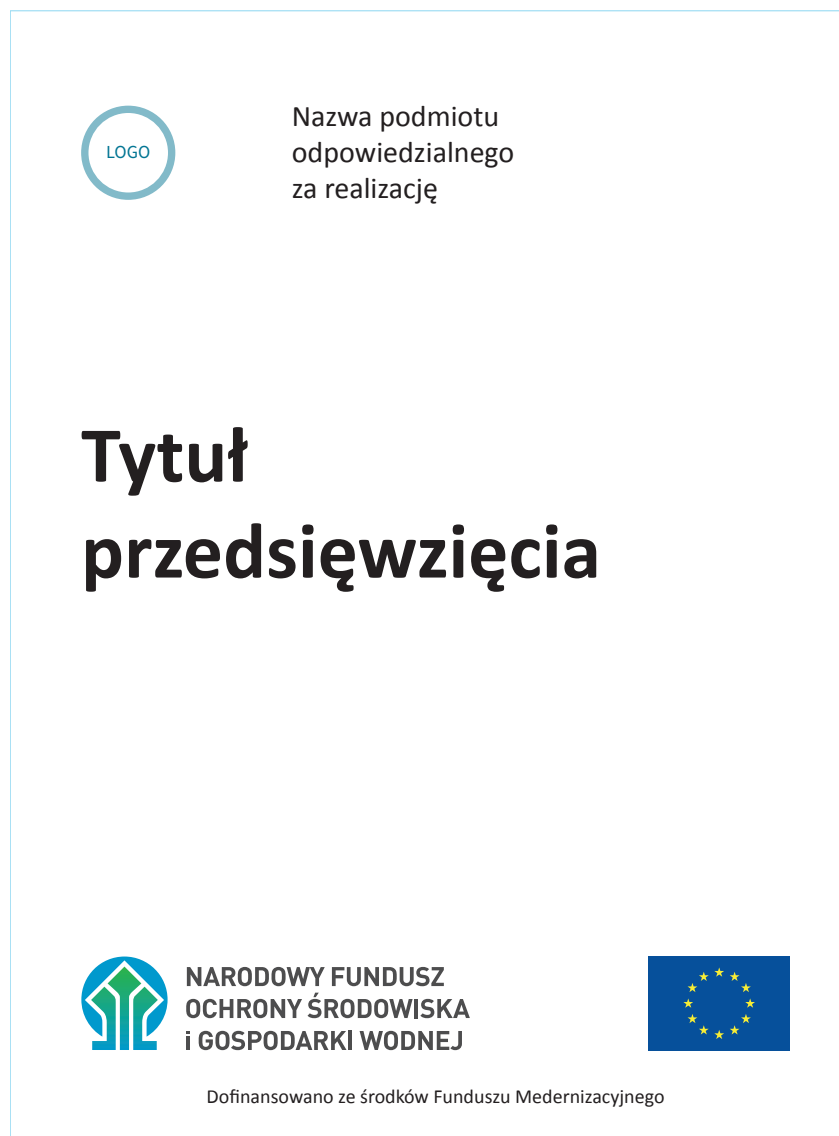 LOGO
Nazwa podmiotu
odpowiedzialnego
za realizację
Tytuł
przedsięwzięcia
NARODOWY FUNDUSZ
OCHRONY ŚRODOWISKA
i GOSPODARKI WODNEJ
Dofinansowano ze środków Funduszu Medernizacyjnego